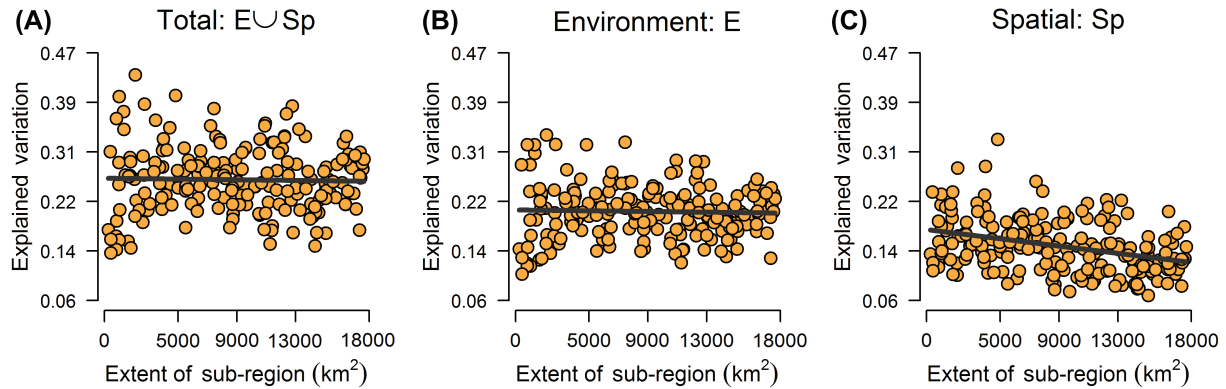 (A) Total: E∪ Sp
Explained variation
0.47
0.39
0.31
0.22
0.14
0.06
0 5000 9000 13000 18000
Extent of sub-region (km²)
(B) Environment: E
Explained variation
0.47
0.39
0.31
0.22
0.14
0.06
0 5000 9000 13000 18000
Extent of sub-region (km²)
(C) Spatial: Sp
Explained variation
0.47
0.39
0.31
0.22
0.14
0.06
0 5000 9000 13000 18000
Extent of sub-region (km²)